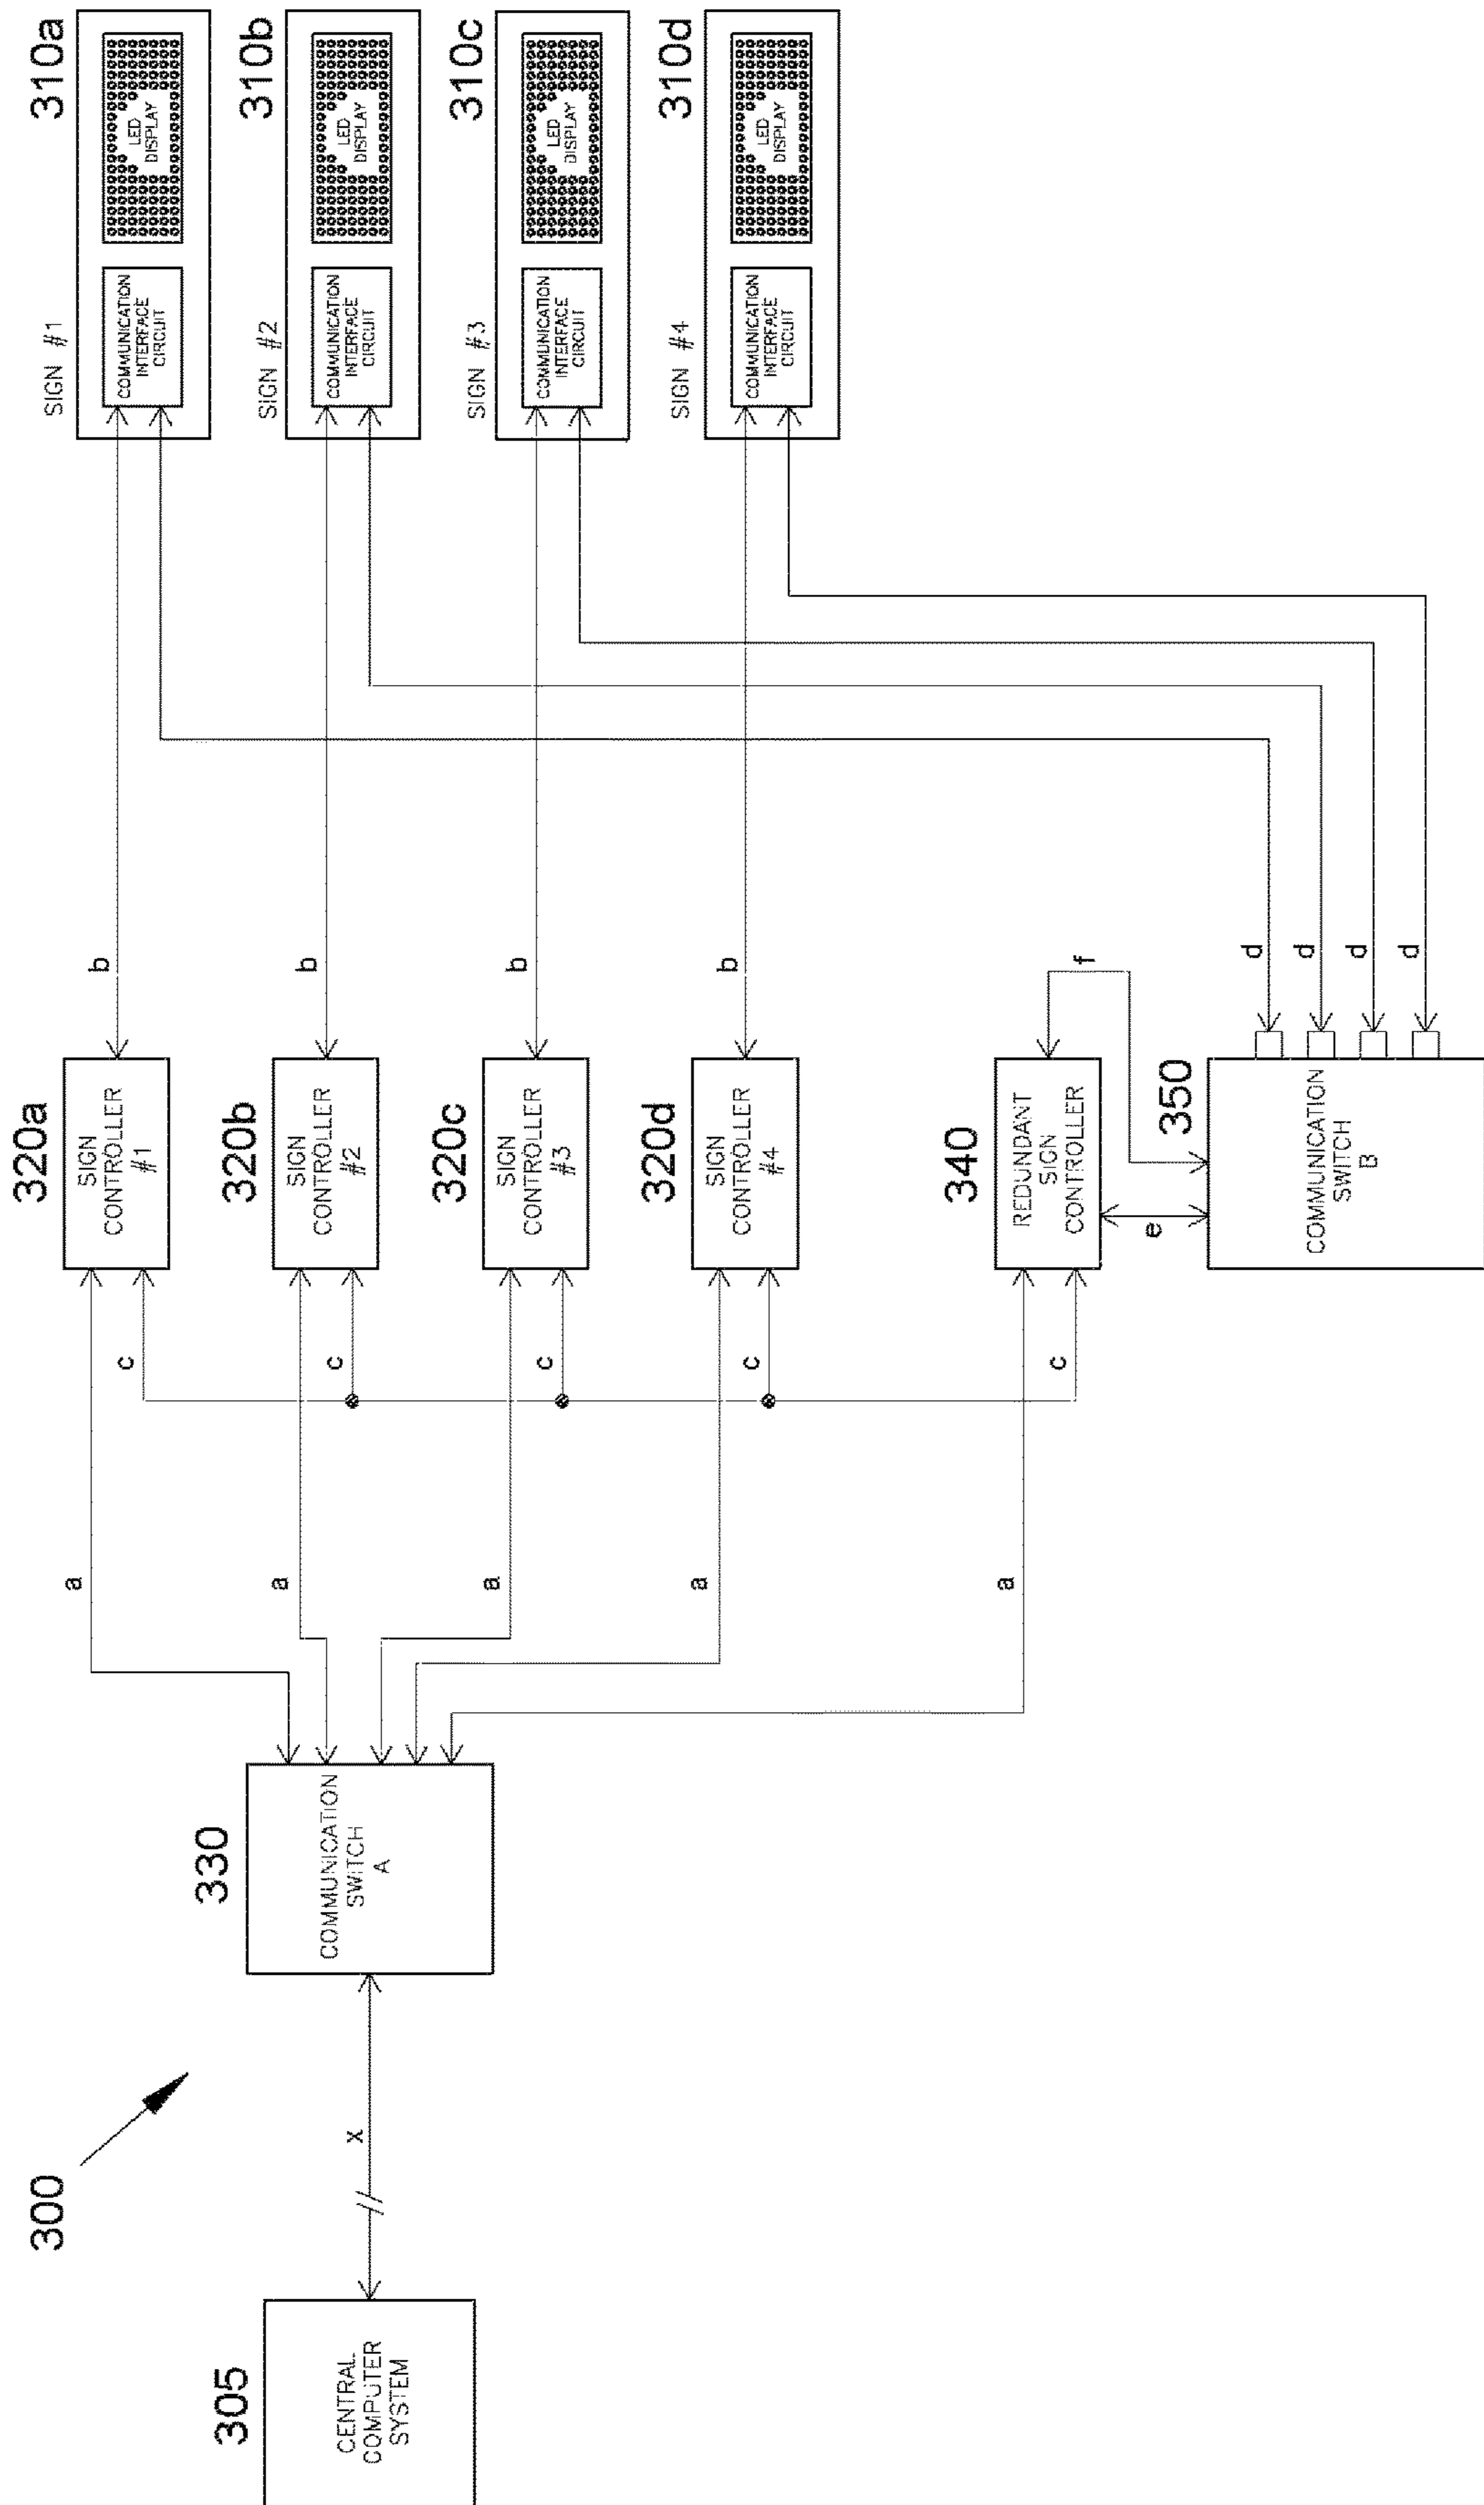 300
305
CENTRAL
COMPUTER
SYSTEM
x
330
COMMUNICATION
SWITCH
A
a
a
a
a
a
c
c
c
c
c
320a
SIGN
CONTROLLER
#1
320b
SIGN
CONTROLLER
#2
320c
SIGN
CONTROLLER
#3
320d
SIGN
CONTROLLER
#4
340
REDUNDANT
SIGN
CONTROLLER
e
f
350
COMMUNICATION
SWITCH
B
b
b
b
b
d
d
d
d
SIGN #1
310a
COMMUNICATION
INTERFACE
CIRCUIT
LED
DISPLAY
SIGN #2
310b
COMMUNICATION
INTERFACE
CIRCUIT
LED
DISPLAY
SIGN #3
310c
COMMUNICATION
INTERFACE
CIRCUIT
LED
DISPLAY
SIGN #4
310d
COMMUNICATION
INTERFACE
CIRCUIT
LED
DISPLAY